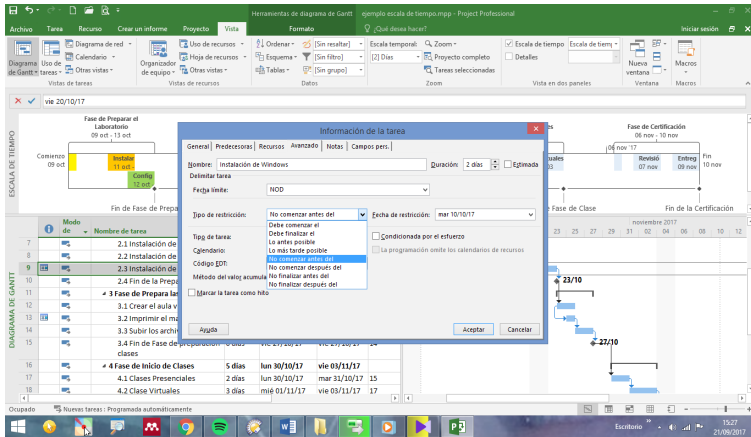 Herramientas de diagrama de Gantt ejemplo escala de tiempo.mpp - Project Professional
Archivo Tarea Recurso Crear un informe Proyecto Vista Formato ¿Qué desea hacer? Iniciar sesión
Diagrama de Gantt
Uso de tareas
Diagrama de red
Calendario
Otras vistas
Vistas de tareas
Organizador de equipo
Uso de recursos
Hoja de recursos
Otras vistas
Vistas de recursos
Ordenar
Esquema
Tablas
[Sin resaltar]
[Sin filtro]
[Sin grupo]
Datos
Escala temporal:
[2] Días
Zoom
Proyecto completo
Tareas seleccionadas
Zoom
Escala de tiempo Escala de tiemp
Detalles
Vista en dos paneles
Nueva ventana
Ventana
Macros
Macros
vie 20/10/17
ESCALA DE TIEMPO
Comienzo
09 oct
Fase de Preparar el
Laboratorio
09 oct - 13 oct
Instalar
11 oct -
Config
12 oct -
Fin de Fase de Prepa
Fase de Certificación
06 nov - 10 nov
06 nov '17
Revisió
07 nov
Entreg
09 nov
Fin
10 nov
e Fase de Clase
Fin de la Certificación
Información de la tarea
General Predecesoras Recursos Avanzado Notas Campos pers.
Nombre: Instalación de Windows Duración: 2 días Estimada
Delimitar tarea
Fecha límite: NOD
Tipo de restricción: No comenzar antes del Fecha de restricción: mar 10/10/17
Debe comenzar el
Debe finalizar el
Lo antes posible
Lo más tarde posible
No comenzar antes del
No comenzar después del
No finalizar antes del
No finalizar después del
Tipo de tarea: Condicionada por el esfuerzo
Calendario: La programación omite los calendarios de recursos
Código EDT:
Método del valor acumula
Marcar la tarea como hito
Ayuda Aceptar Cancelar
DIAGRAMA DE GANTT
Modo de
Nombre de tarea
noviembre 2017
23 25 27 29 31 02 04 06 08 10 12
7 2.1 Instalación de
8 2.2 Instalación de
9 2.3 Instalación de
10 2.4 Fin de la Prepa
11 3 Fase de Prepara las
12 3.1 Crear el aula v
13 3.2 Imprimir el ma
14 3.3 Subir los archi
15 3.4 Fin de Fase de preparación clases
16 4 Fase de Inicio de Clases 5 días lun 30/10/17 vie 03/11/17
17 4.1 Clases Presenciales 2 días lun 30/10/17 mar 31/10/17 15
18 4.2 Clase Virtuales 3 días mié 01/11/17 vie 03/11/17 17
23/10
27/10
Ocupado Nuevas tareas : Programada automáticamente
Escritorio
15:27
21/09/2017